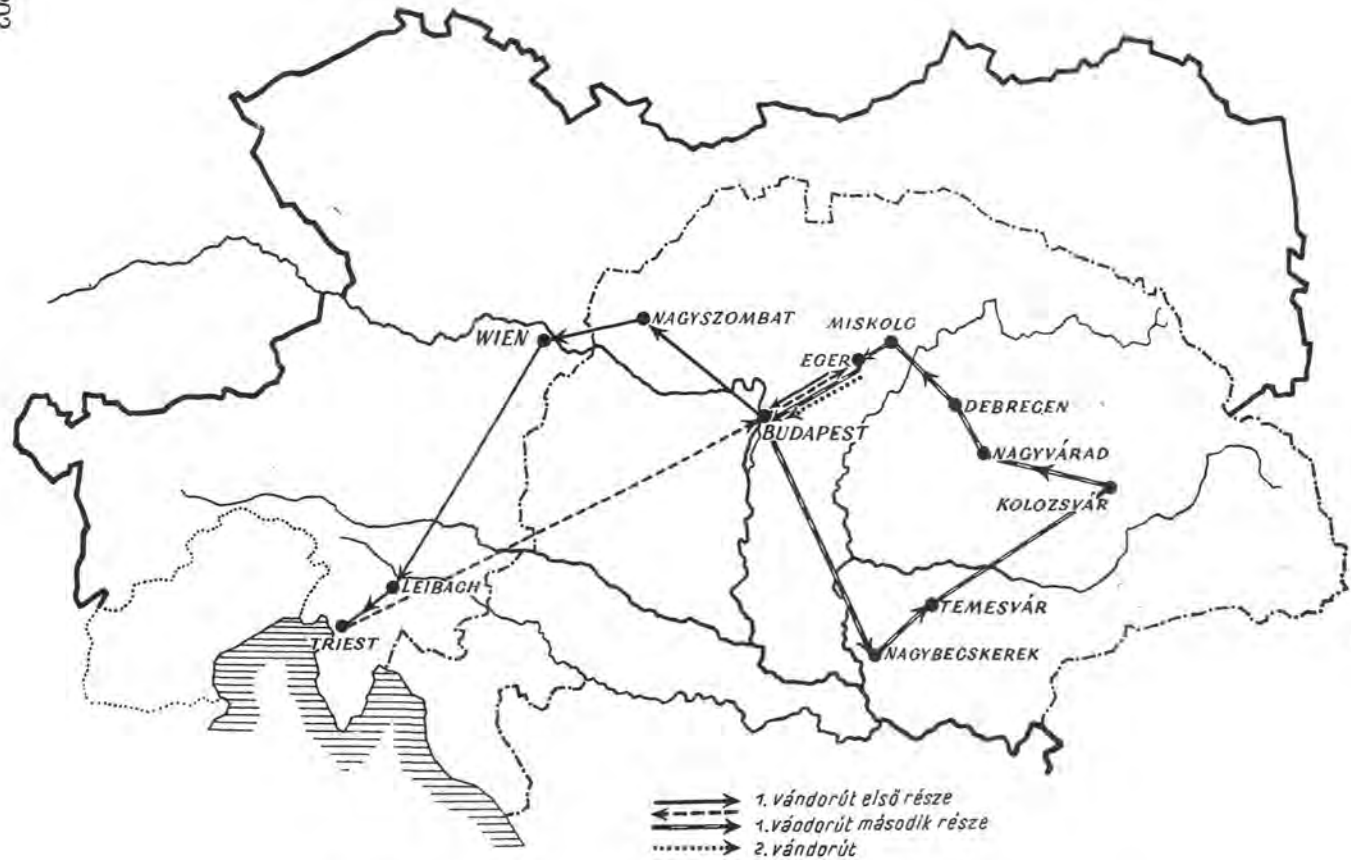 NAGYSZOMBAT
WIEN
MISKOLC
EGER
DEBRECEN
BUDAPEST
NAGYVÁRAD
KOLOZSVÁR
LEIBACH
TEMESVÁR
TRIEST
NAGYBECSKEREK
1. vándorút első része
1. váodorút második része
2. vándorút